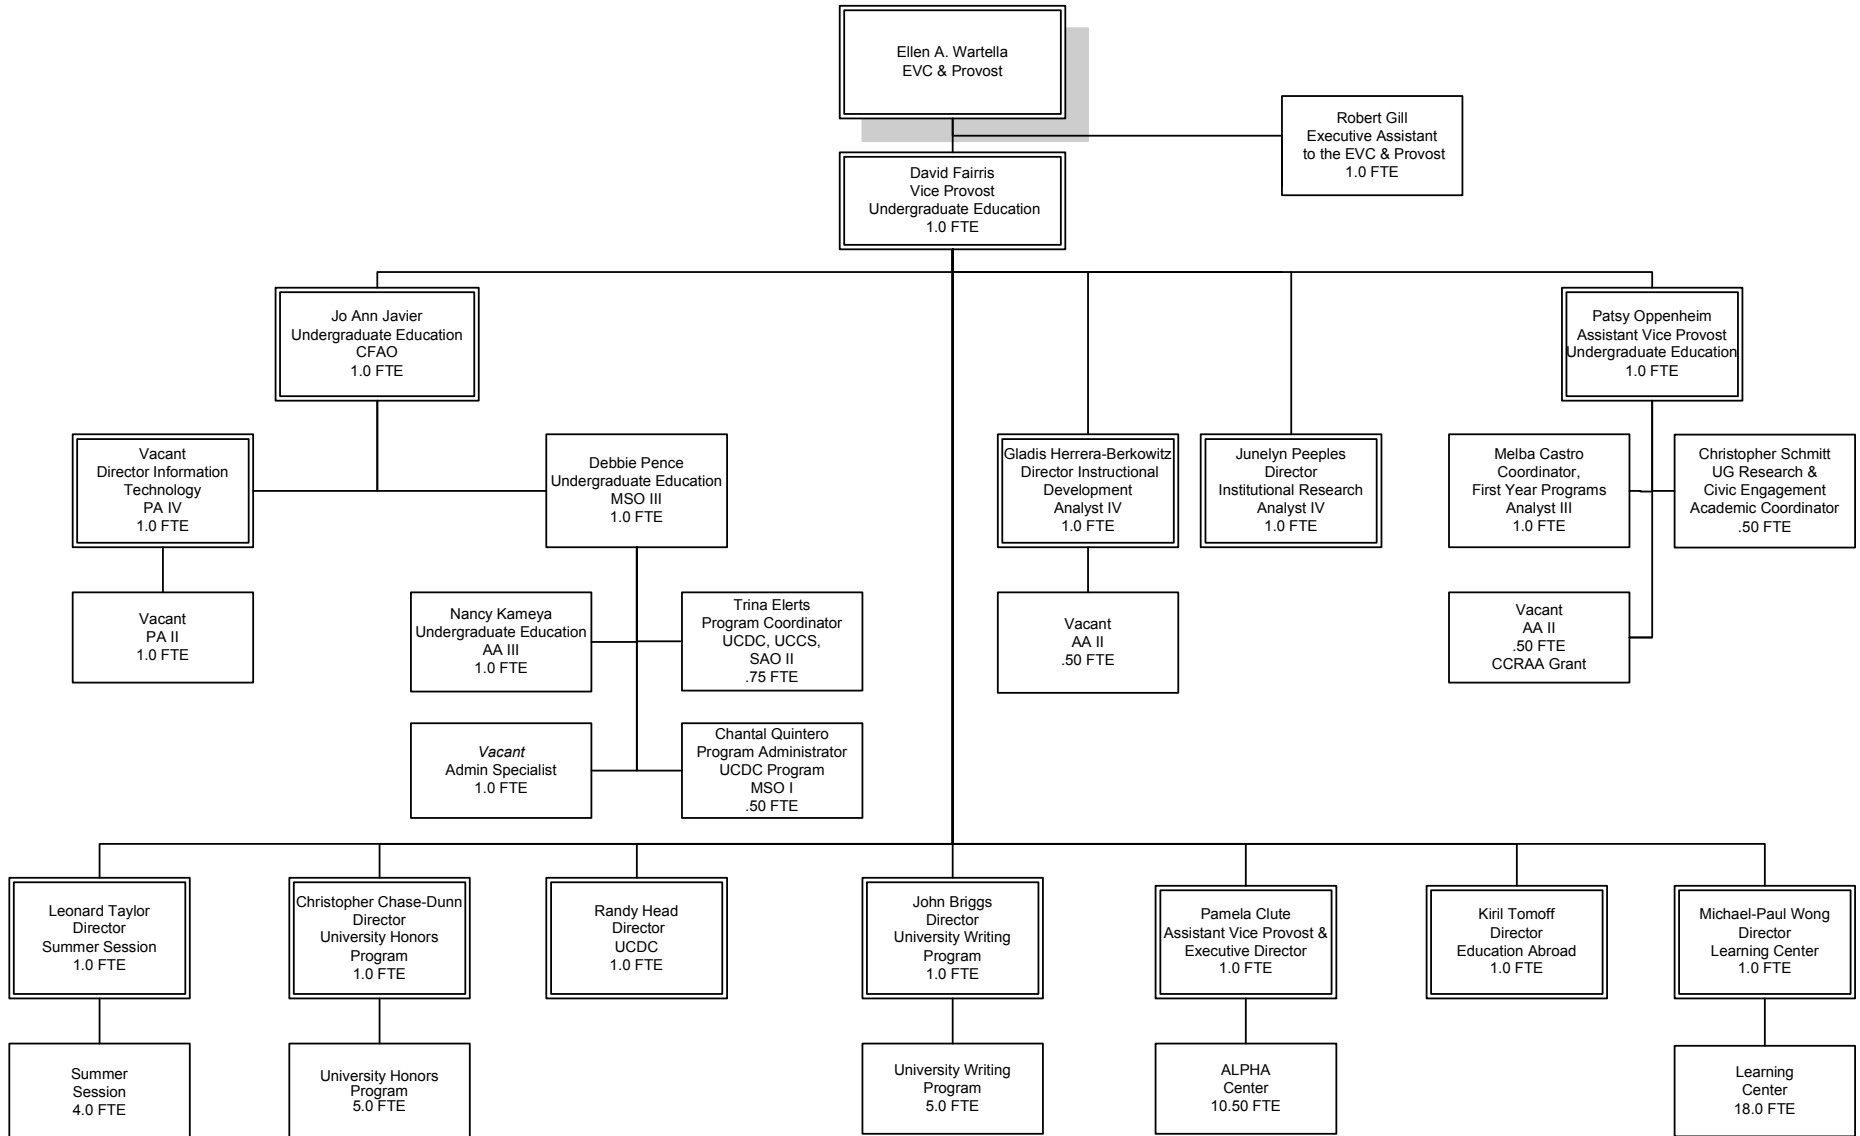 Ellen A. Wartella
EVC & Provost
Robert Gill
Executive Assistant
to the EVC & Provost
1.0 FTE
David Fairris
Vice Provost
Undergraduate Education
1.0 FTE
Jo Ann Javier
Undergraduate Education
CFAO
1.0 FTE
Patsy Oppenheim
Assistant Vice Provost
Undergraduate Education
1.0 FTE
Vacant
Director Information
Technology
PA IV
1.0 FTE
Debbie Pence
Undergraduate Education
MSO III
1.0 FTE
Gladis Herrera-Berkowitz
Director Instructional
Development
Analyst IV
1.0 FTE
Junelyn Peeples
Director
Institutional Research
Analyst IV
1.0 FTE
Melba Castro
Coordinator,
First Year Programs
Analyst III
1.0 FTE
Christopher Schmitt
UG Research &
Civic Engagement
Academic Coordinator
.50 FTE
Vacant
PA II
1.0 FTE
Nancy Kameya
Undergraduate Education
AA III
1.0 FTE
Trina Elerts
Program Coordinator
UCDC, UCCS,
SAO II
.75 FTE
Vacant
AA II
.50 FTE
Vacant
AA II
.50 FTE
CCRAA Grant
Vacant
Admin Specialist
1.0 FTE
Chantal Quintero
Program Administrator
UCDC Program
MSO I
.50 FTE
Leonard Taylor
Director
Summer Session
1.0 FTE
Christopher Chase-Dunn
Director
University Honors
Program
1.0 FTE
Randy Head
Director
UCDC
1.0 FTE
John Briggs
Director
University Writing
Program
1.0 FTE
Pamela Clute
Assistant Vice Provost &
Executive Director
1.0 FTE
Kiril Tomoff
Director
Education Abroad
1.0 FTE
Michael-Paul Wong
Director
Learning Center
1.0 FTE
Summer
Session
4.0 FTE
University Honors
Program
5.0 FTE
University Writing
Program
5.0 FTE
ALPHA
Center
10.50 FTE
Learning
Center
18.0 FTE